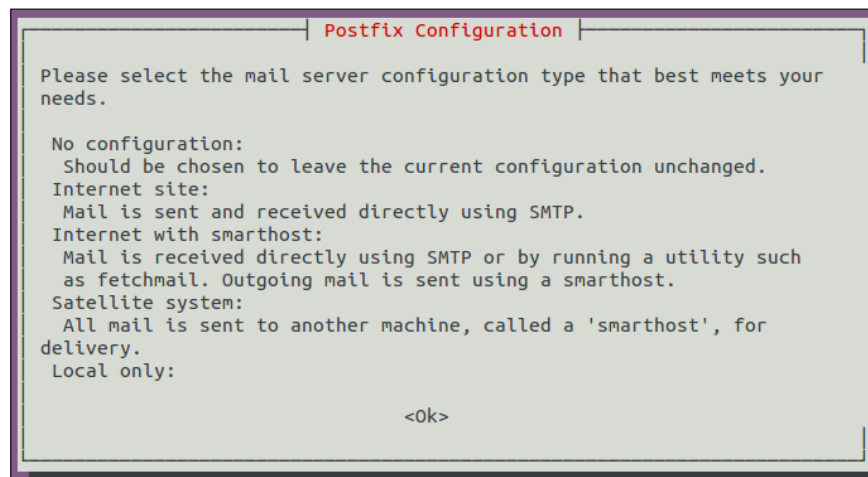 Postfix Configuration
Please select the mail server configuration type that best meets your
needs.
No configuration:
Should be chosen to leave the current configuration unchanged.
Internet site:
Mail is sent and received directly using SMTP.
Internet with smarthost:
Mail is received directly using SMTP or by running a utility such
as fetchmail. Outgoing mail is sent using a smarthost.
Satellite system:
All mail is sent to another machine, called a 'smarthost', for
delivery.
Local only:
<Ok>